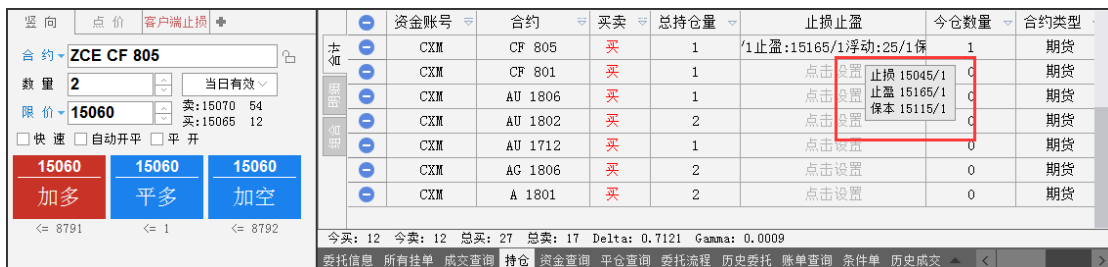 竖 向 点 价 客户端止损
合 约 ZCE CF 805
数 量 2 当日有效
限 价 15060 卖:15070 54
买:15065 12
快 速 自动开平 平 开
15060 15060 15060
加多 平多 加空
<= 8791 <= 1 <= 8792
资金账号 合约 买卖 总持仓量 止损止盈 今仓数量 合约类型
CXM CF 805 买 1 /1止盈:15165/1浮动:25/1保 1 期货
CXM CF 801 买 1 点击设置 0 期货
CXM AU 1806 买 1 点击设置 0 期货
CXM AU 1802 买 2 点击设置 0 期货
CXM AU 1712 买 1 点击设置 0 期货
CXM AG 1806 买 2 点击设置 0 期货
CXM A 1801 买 2 点击设置 0 期货
止损 15045/1
止盈 15165/1
保本 15115/1
今买: 12 今卖: 12 总买: 27 总卖: 17 Delta: 0.7121 Gamma: 0.0009
委托信息 所有挂单 成交查询 持仓 资金查询 平仓查询 委托流程 历史委托 账单查询 条件单 历史成交